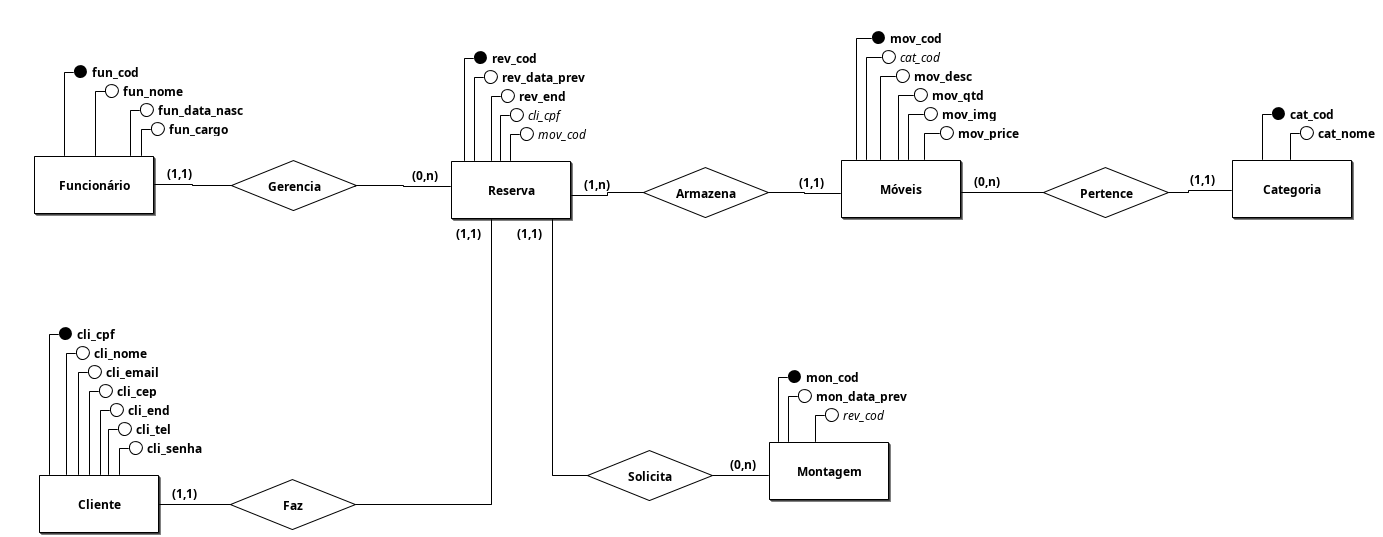 fun_cod
fun_nome
fun_data_nasc
fun_cargo
Funcionário
(1,1)
Gerencia
(0,n)
rev_cod
rev_data_prev
rev_end
cli_cpf
mov_cod
Reserva
(1,n)
Armazena
(1,1)
mov_cod
cat_cod
mov_desc
mov_qtd
mov_img
mov_price
Móveis
(0,n)
Pertence
(1,1)
cat_cod
cat_nome
Categoria
(1,1)
(1,1)
cli_cpf
cli_nome
cli_email
cli_cep
cli_end
cli_tel
cli_senha
Cliente
(1,1)
Faz
Solicita
(0,n)
mon_cod
mon_data_prev
rev_cod
Montagem